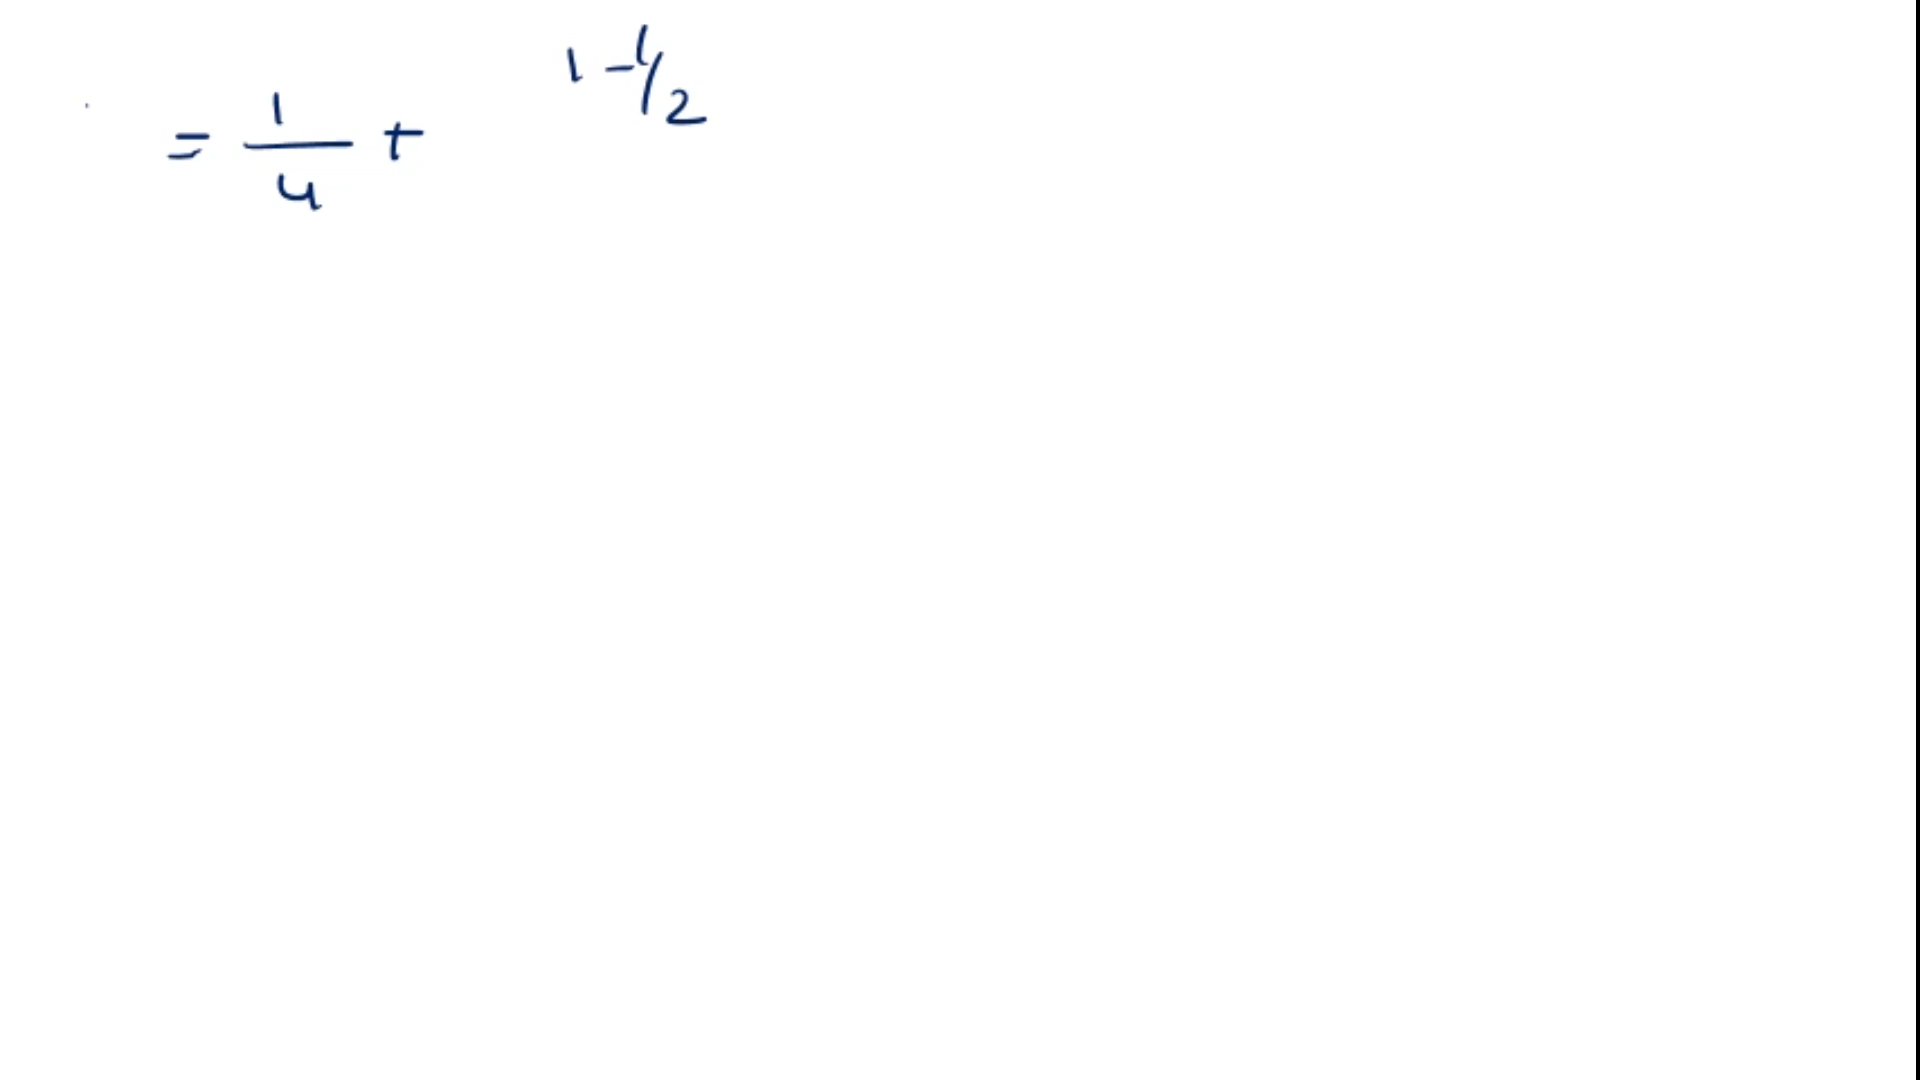 = 1/4 + 1 - 1/2